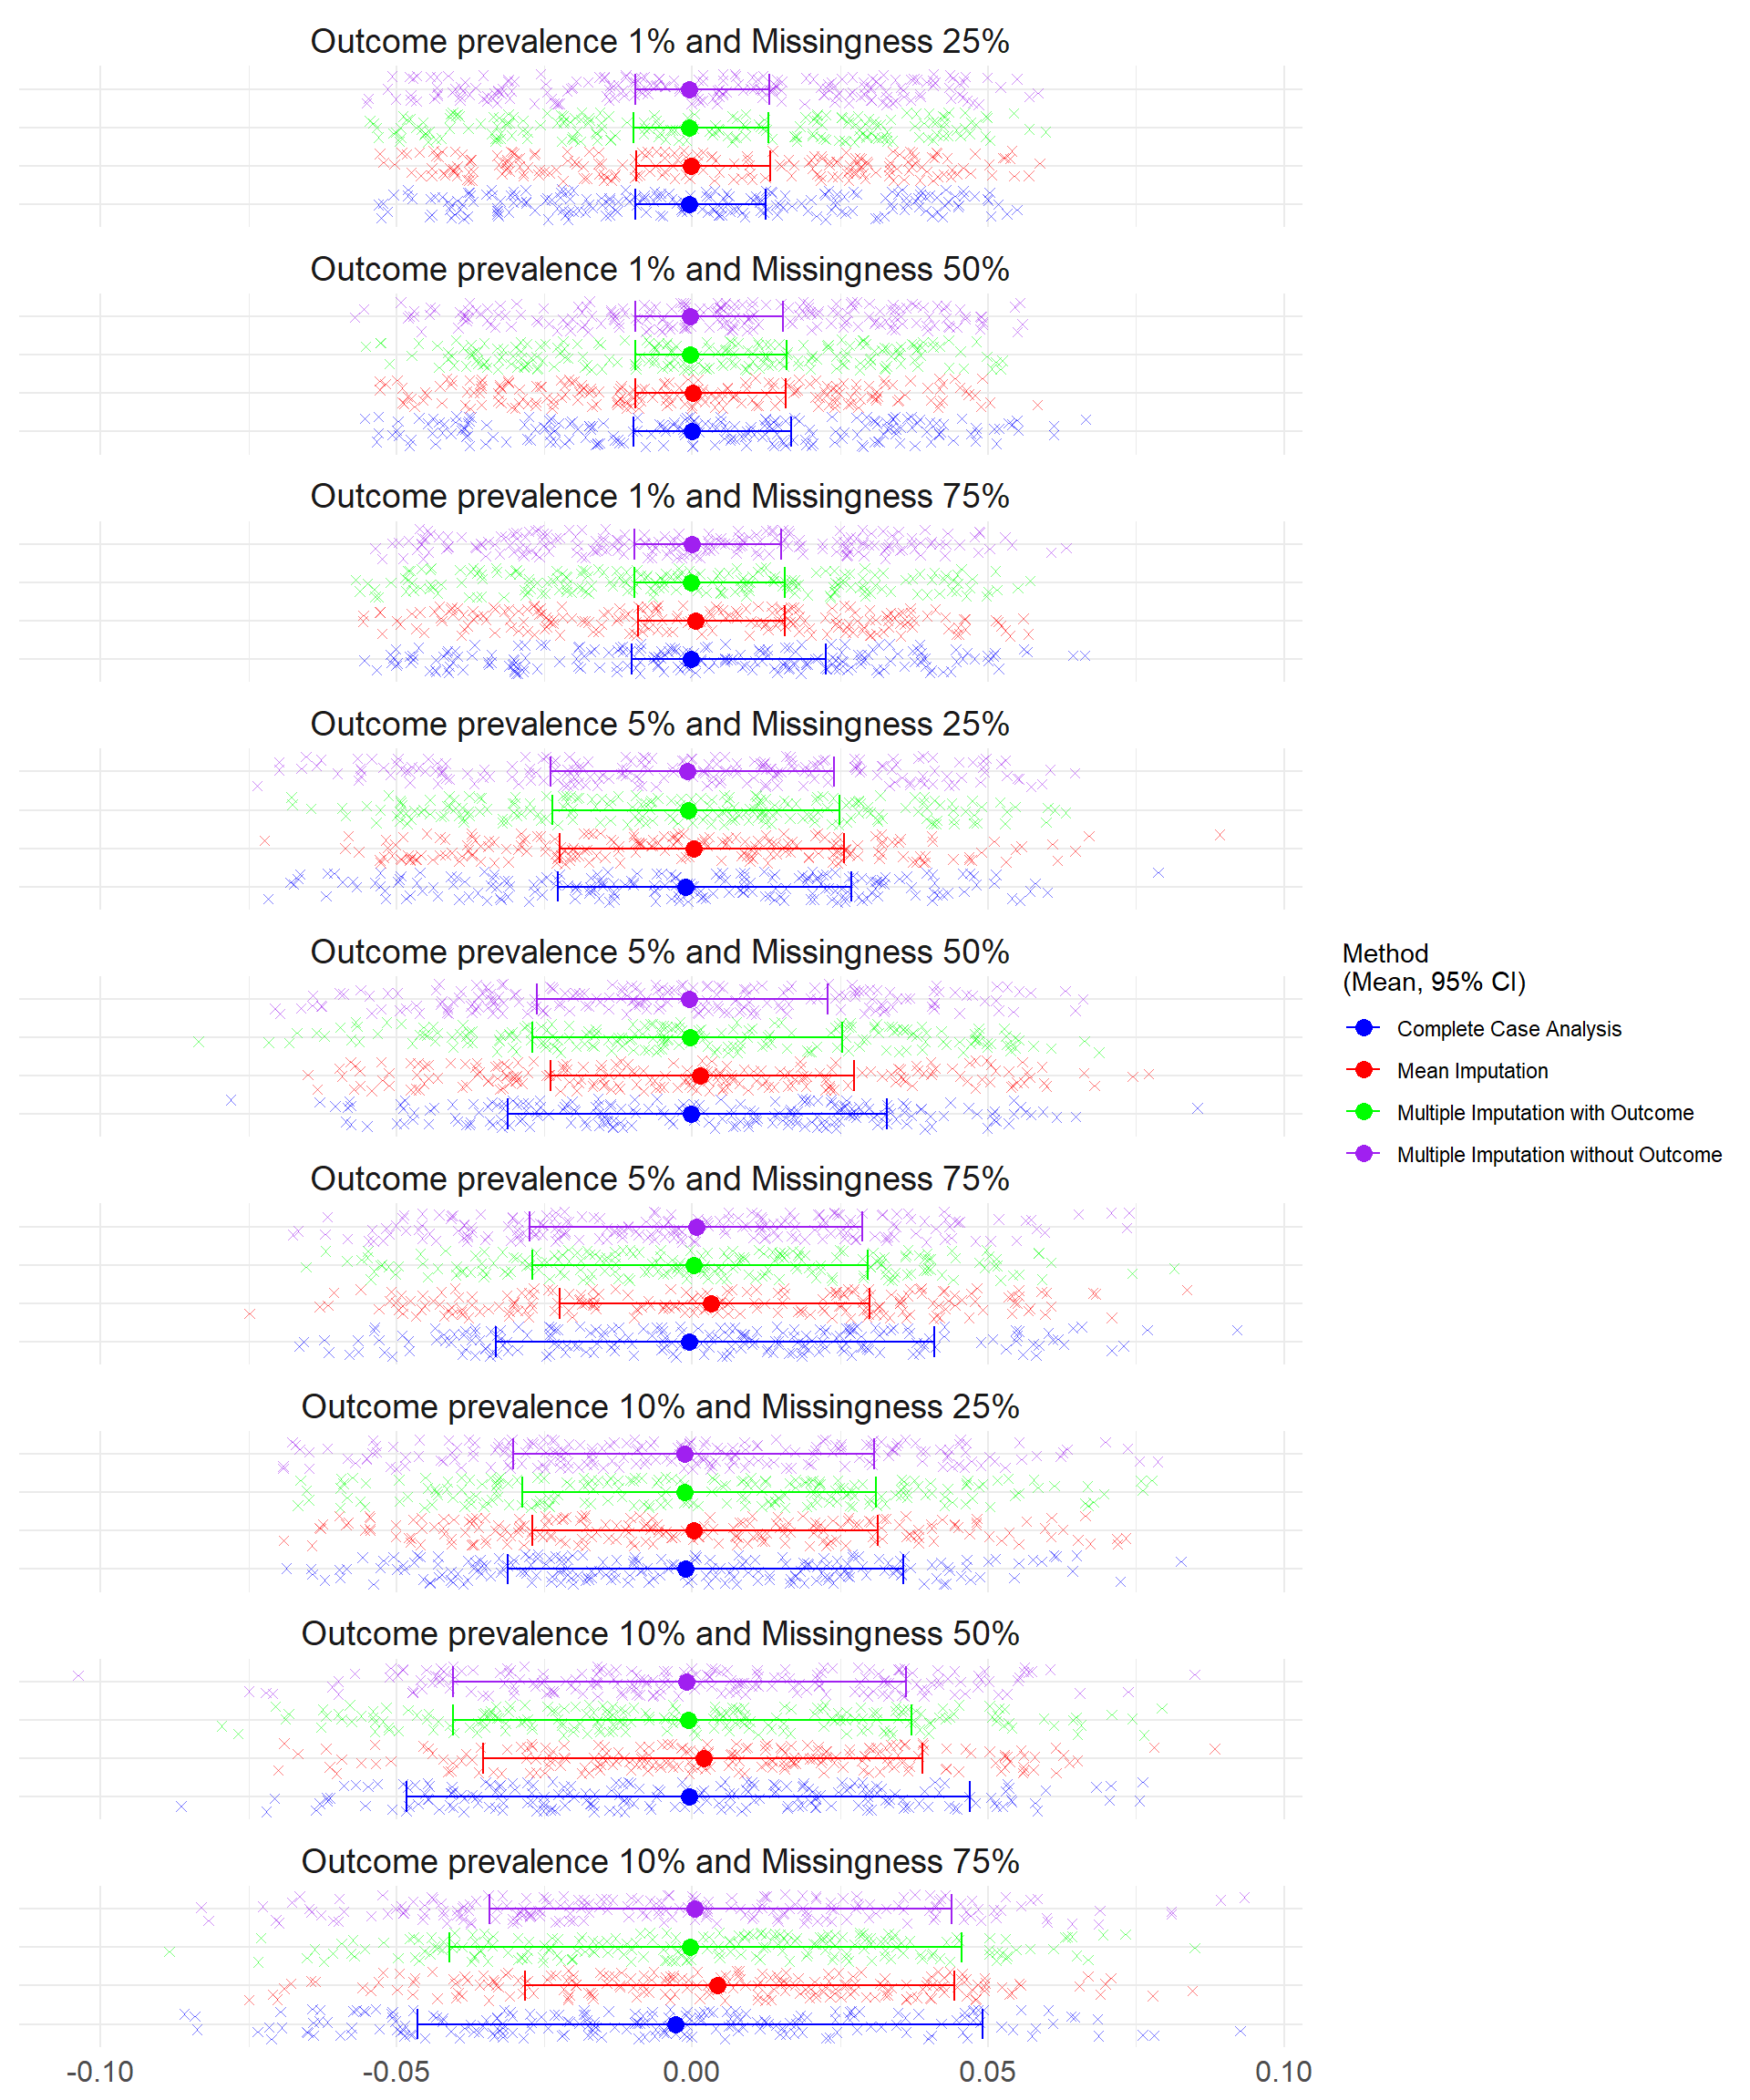 Outcome prevalence 1% and Missingness 25%
Outcome prevalence 1% and Missingness 50%
Outcome prevalence 1% and Missingness 75%
Outcome prevalence 5% and Missingness 25%
Outcome prevalence 5% and Missingness 50%
Method
(Mean, 95% CI)
Complete Case Analysis
Mean Imputation
Multiple Imputation with Outcome
Multiple Imputation without Outcome
Outcome prevalence 5% and Missingness 75%
Outcome prevalence 10% and Missingness 25%
Outcome prevalence 10% and Missingness 50%
Outcome prevalence 10% and Missingness 75%
-0.10 -0.05 0.00 0.05 0.10